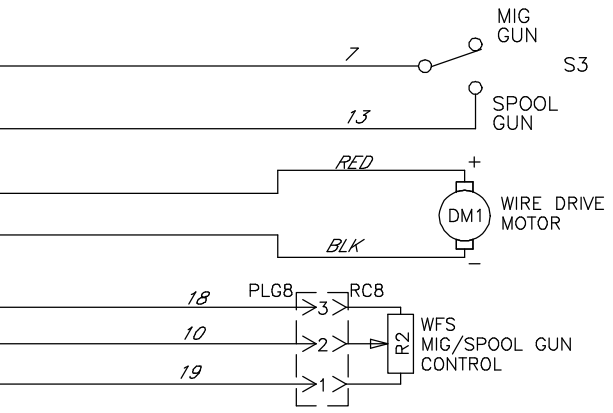 MIG
GUN
7
S3
SPOOL
GUN
13
RED
+
DM1
WIRE DRIVE
MOTOR
BLK
−
PLG8
RC8
18
3
10
2
R2
WFS
MIG/SPOOL GUN
CONTROL
19
1